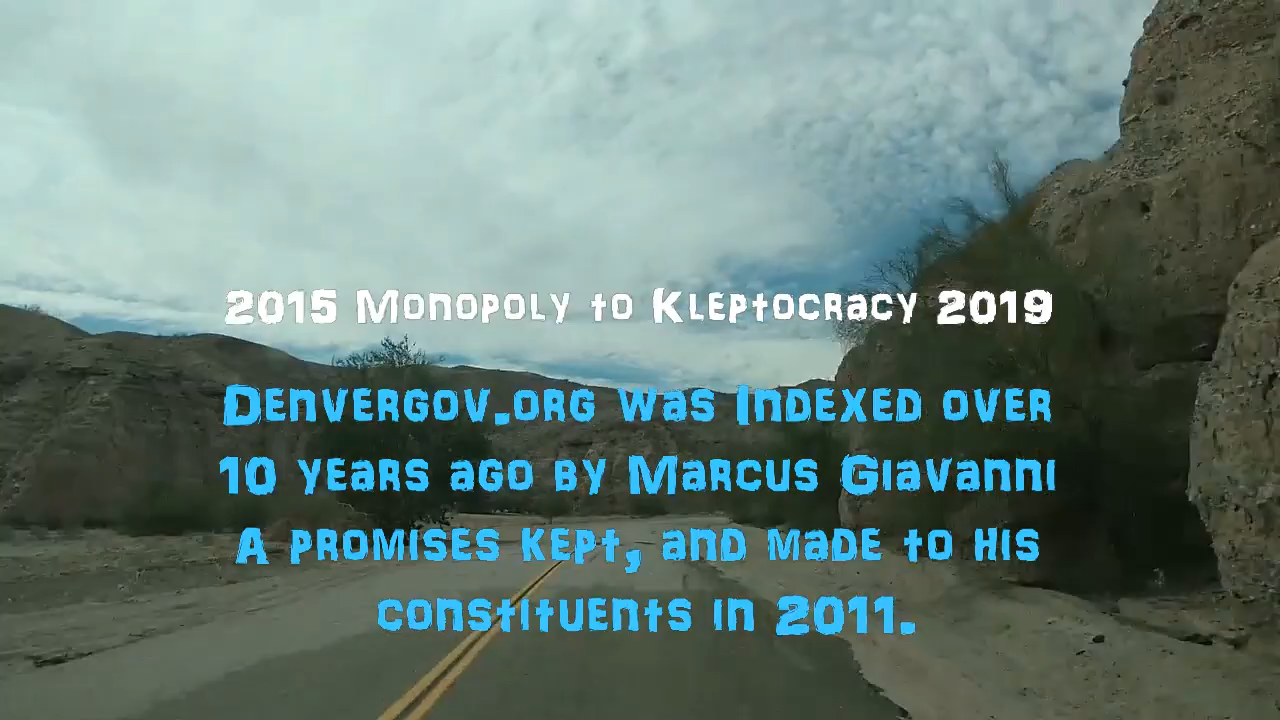 2015 Monopoly to Kleptocracy 2019
Denvergov.org was Indexed over
10 years ago by Marcus Giavanni
A promises kept, and made to his
constituents in 2011.